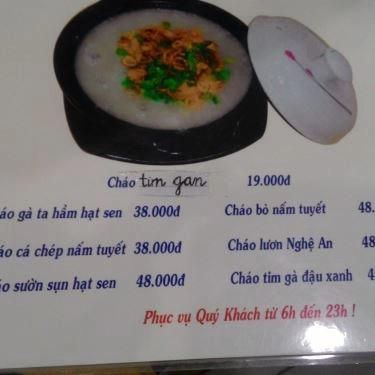 Cháo tim gan 19.000đ
áo gà ta hầm hạt sen 38.000đ Cháo bò nấm tuyết 48.
áo cá chép nấm tuyết 38.000đ Cháo lươn Nghệ An 48
áo sườn sụn hạt sen 48.000đ Cháo tim gà đậu xanh 4
Phục vụ Quý Khách từ 6h đến 23h !